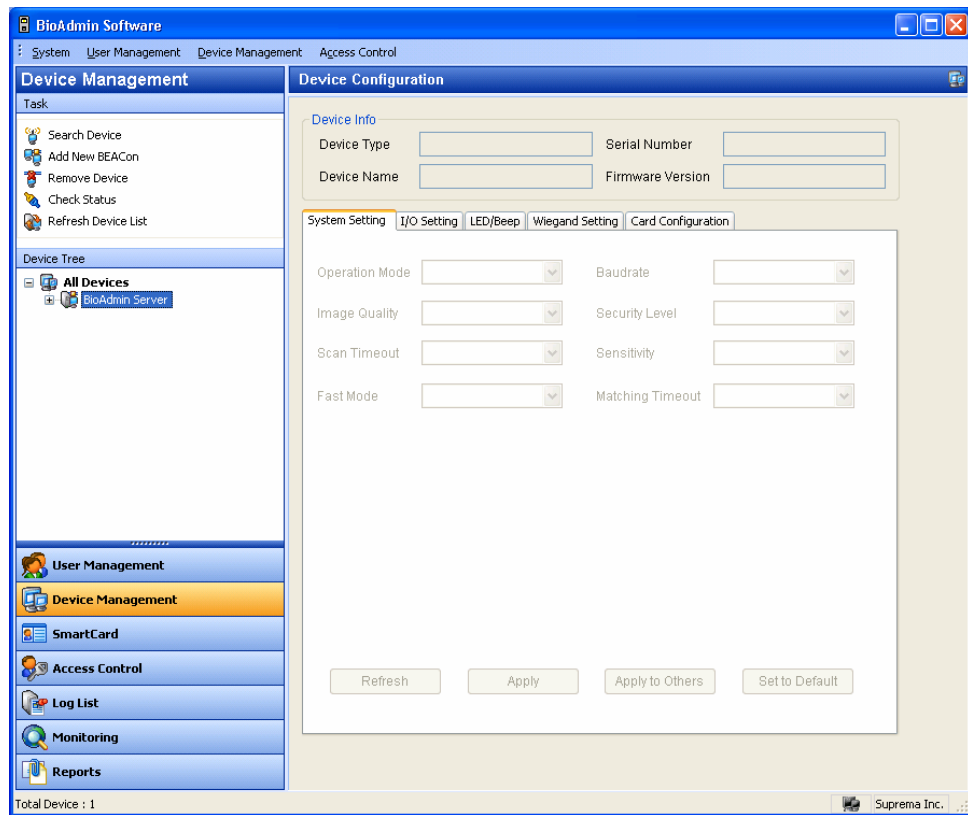 BioAdmin Software
System User Management Device Management Access Control
Device Management
Task
Search Device
Add New BEACon
Remove Device
Check Status
Refresh Device List
Device Tree
All Devices
BioAdmin Server
User Management
Device Management
SmartCard
Access Control
Log List
Monitoring
Reports
Device Configuration
Device Info
Device Type Serial Number
Device Name Firmware Version
System Setting I/O Setting LED/Beep Wiegand Setting Card Configuration
Operation Mode Baudrate
Image Quality Security Level
Scan Timeout Sensitivity
Fast Mode Matching Timeout
Refresh Apply Apply to Others Set to Default
Total Device : 1 Suprema Inc.